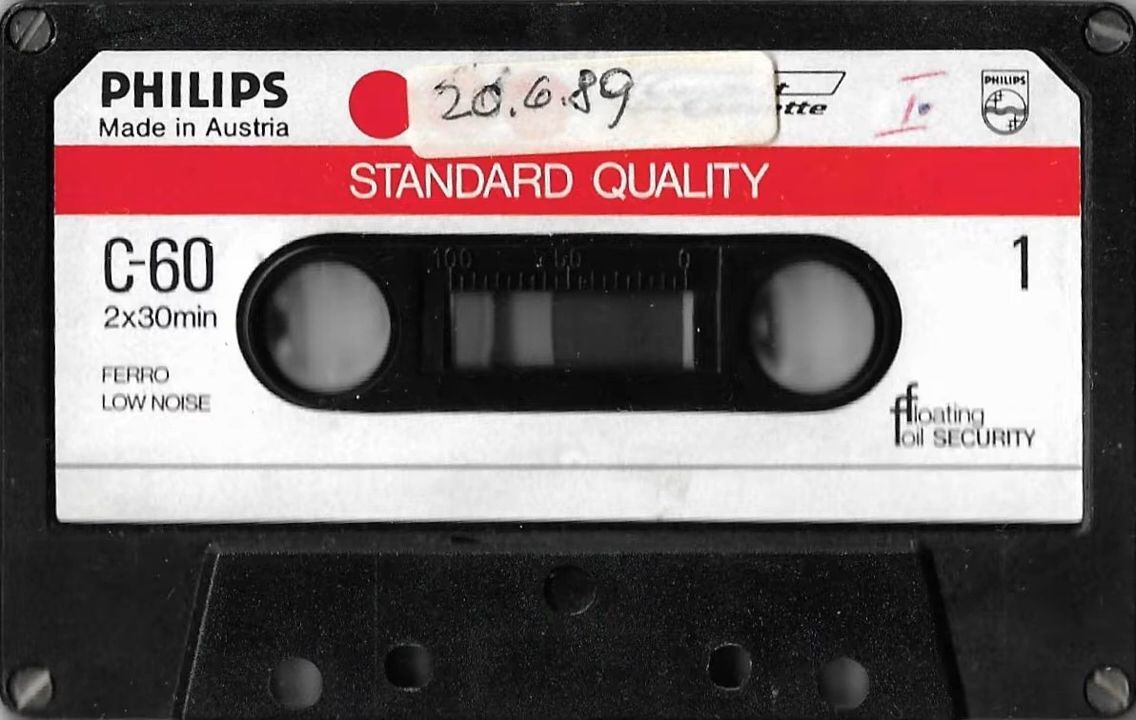 PHILIPS
Made in Austria
20.6.89
tte
I.
PHILIPS
STANDARD QUALITY
C-60
2x30min
FERRO
LOW NOISE
100 50 0
1
floating
foil SECURITY